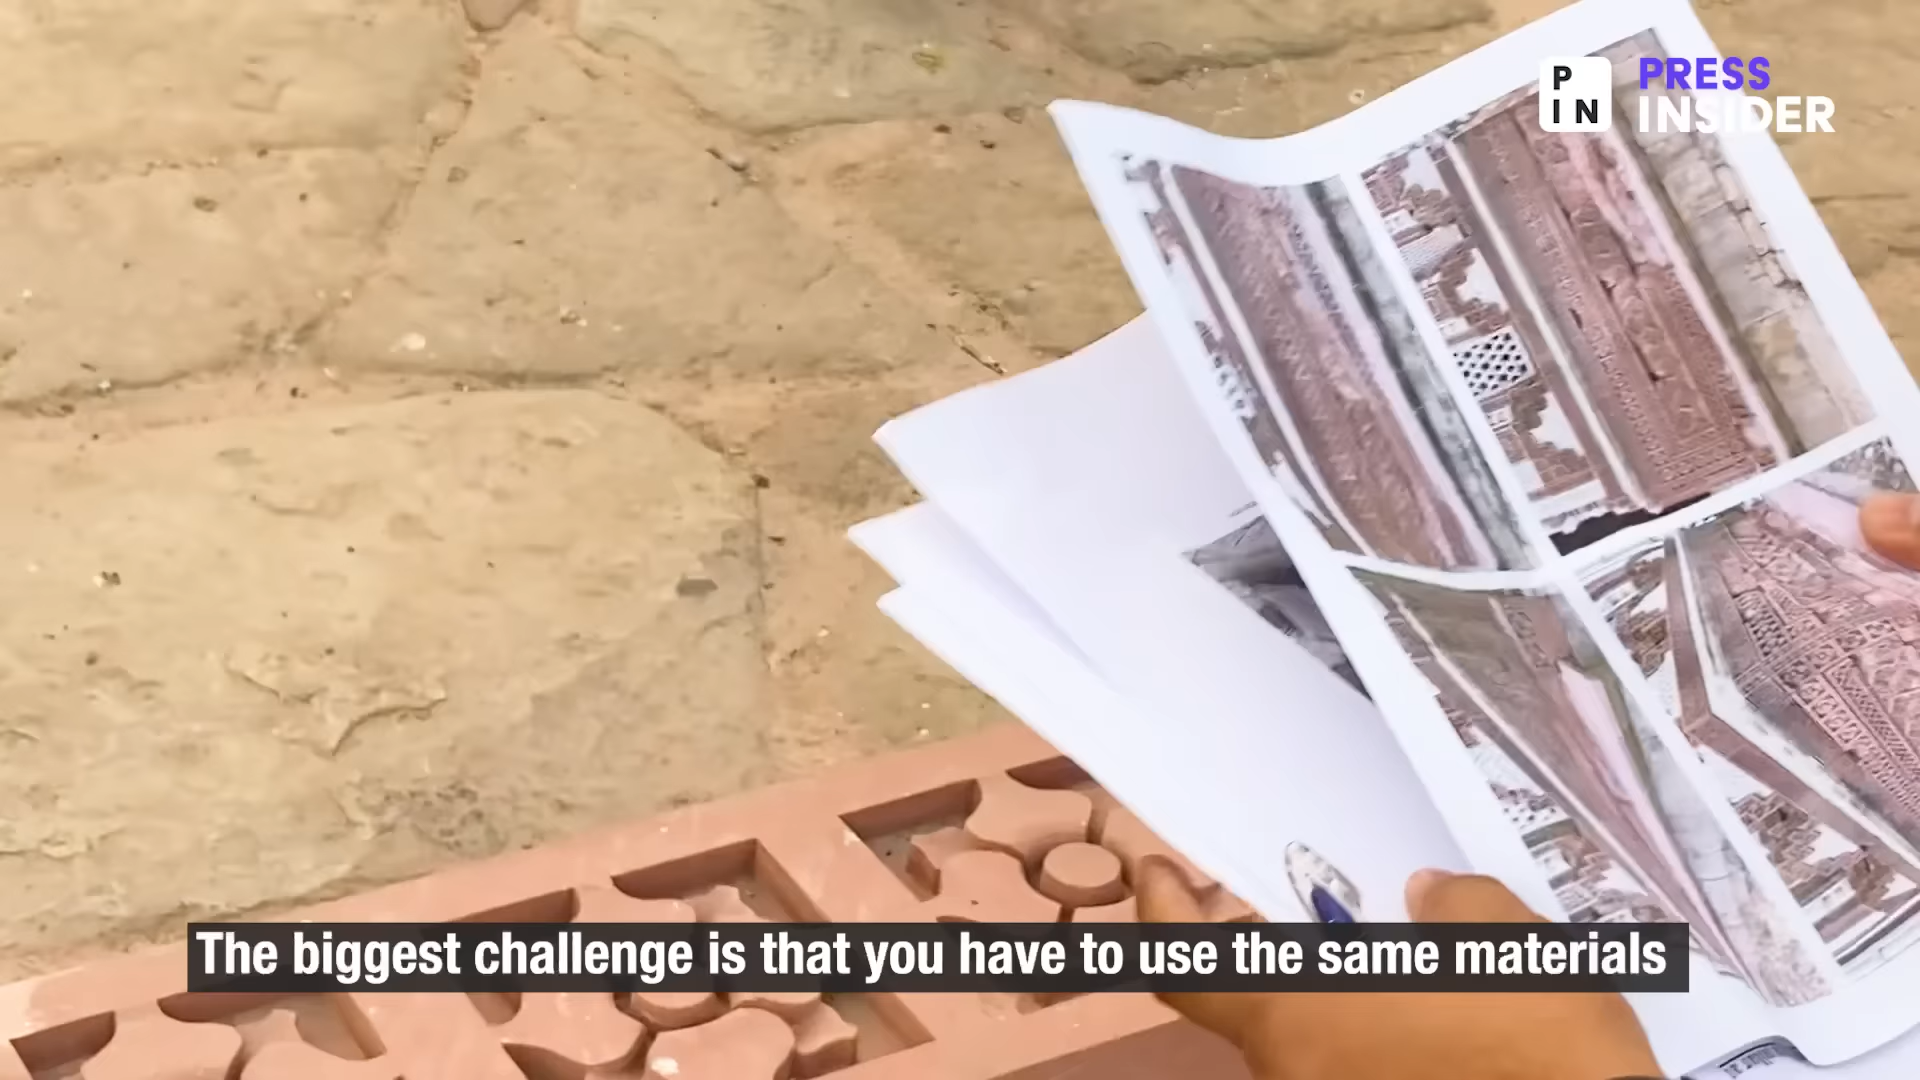 P
IN
PRESS
INSIDER
The biggest challenge is that you have to use the same materials